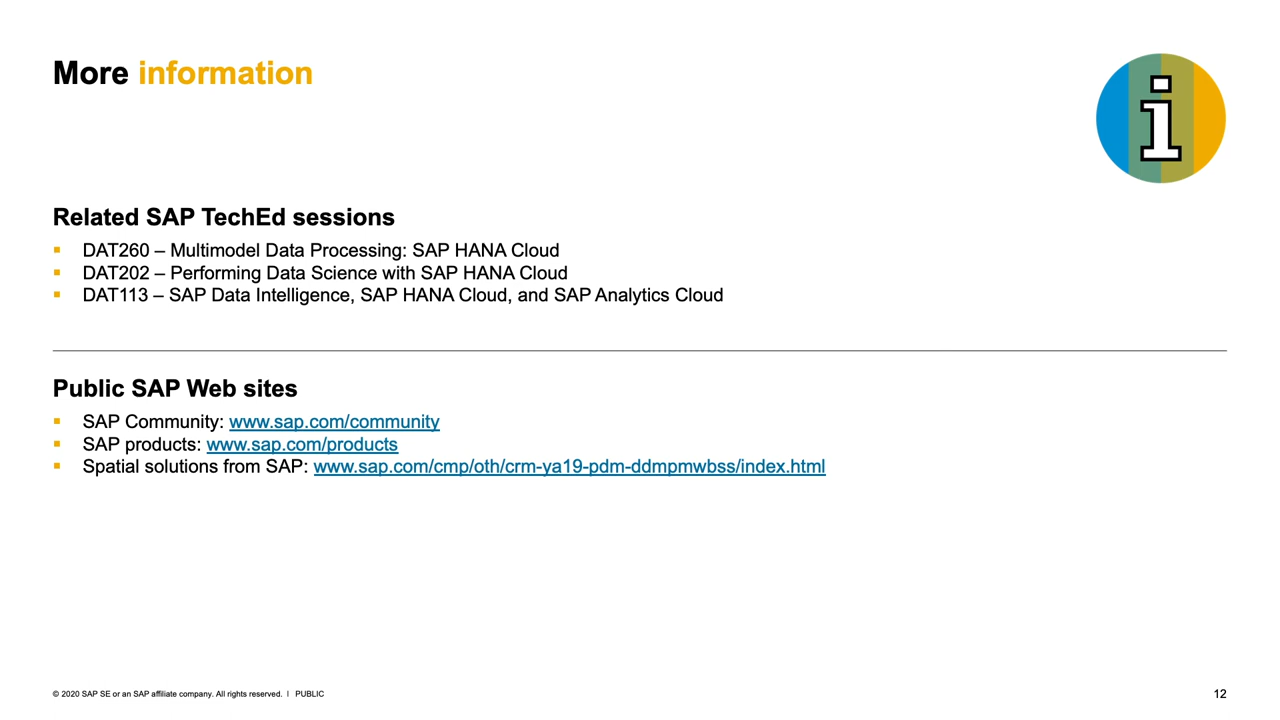 More information
i
Related SAP TechEd sessions
▪ DAT260 – Multimodel Data Processing: SAP HANA Cloud
▪ DAT202 – Performing Data Science with SAP HANA Cloud
▪ DAT113 – SAP Data Intelligence, SAP HANA Cloud, and SAP Analytics Cloud
Public SAP Web sites
▪ SAP Community: www.sap.com/community
▪ SAP products: www.sap.com/products
▪ Spatial solutions from SAP: www.sap.com/cmp/oth/crm-ya19-pdm-ddmpmwbss/index.html
© 2020 SAP SE or an SAP affiliate company. All rights reserved. | PUBLIC
12